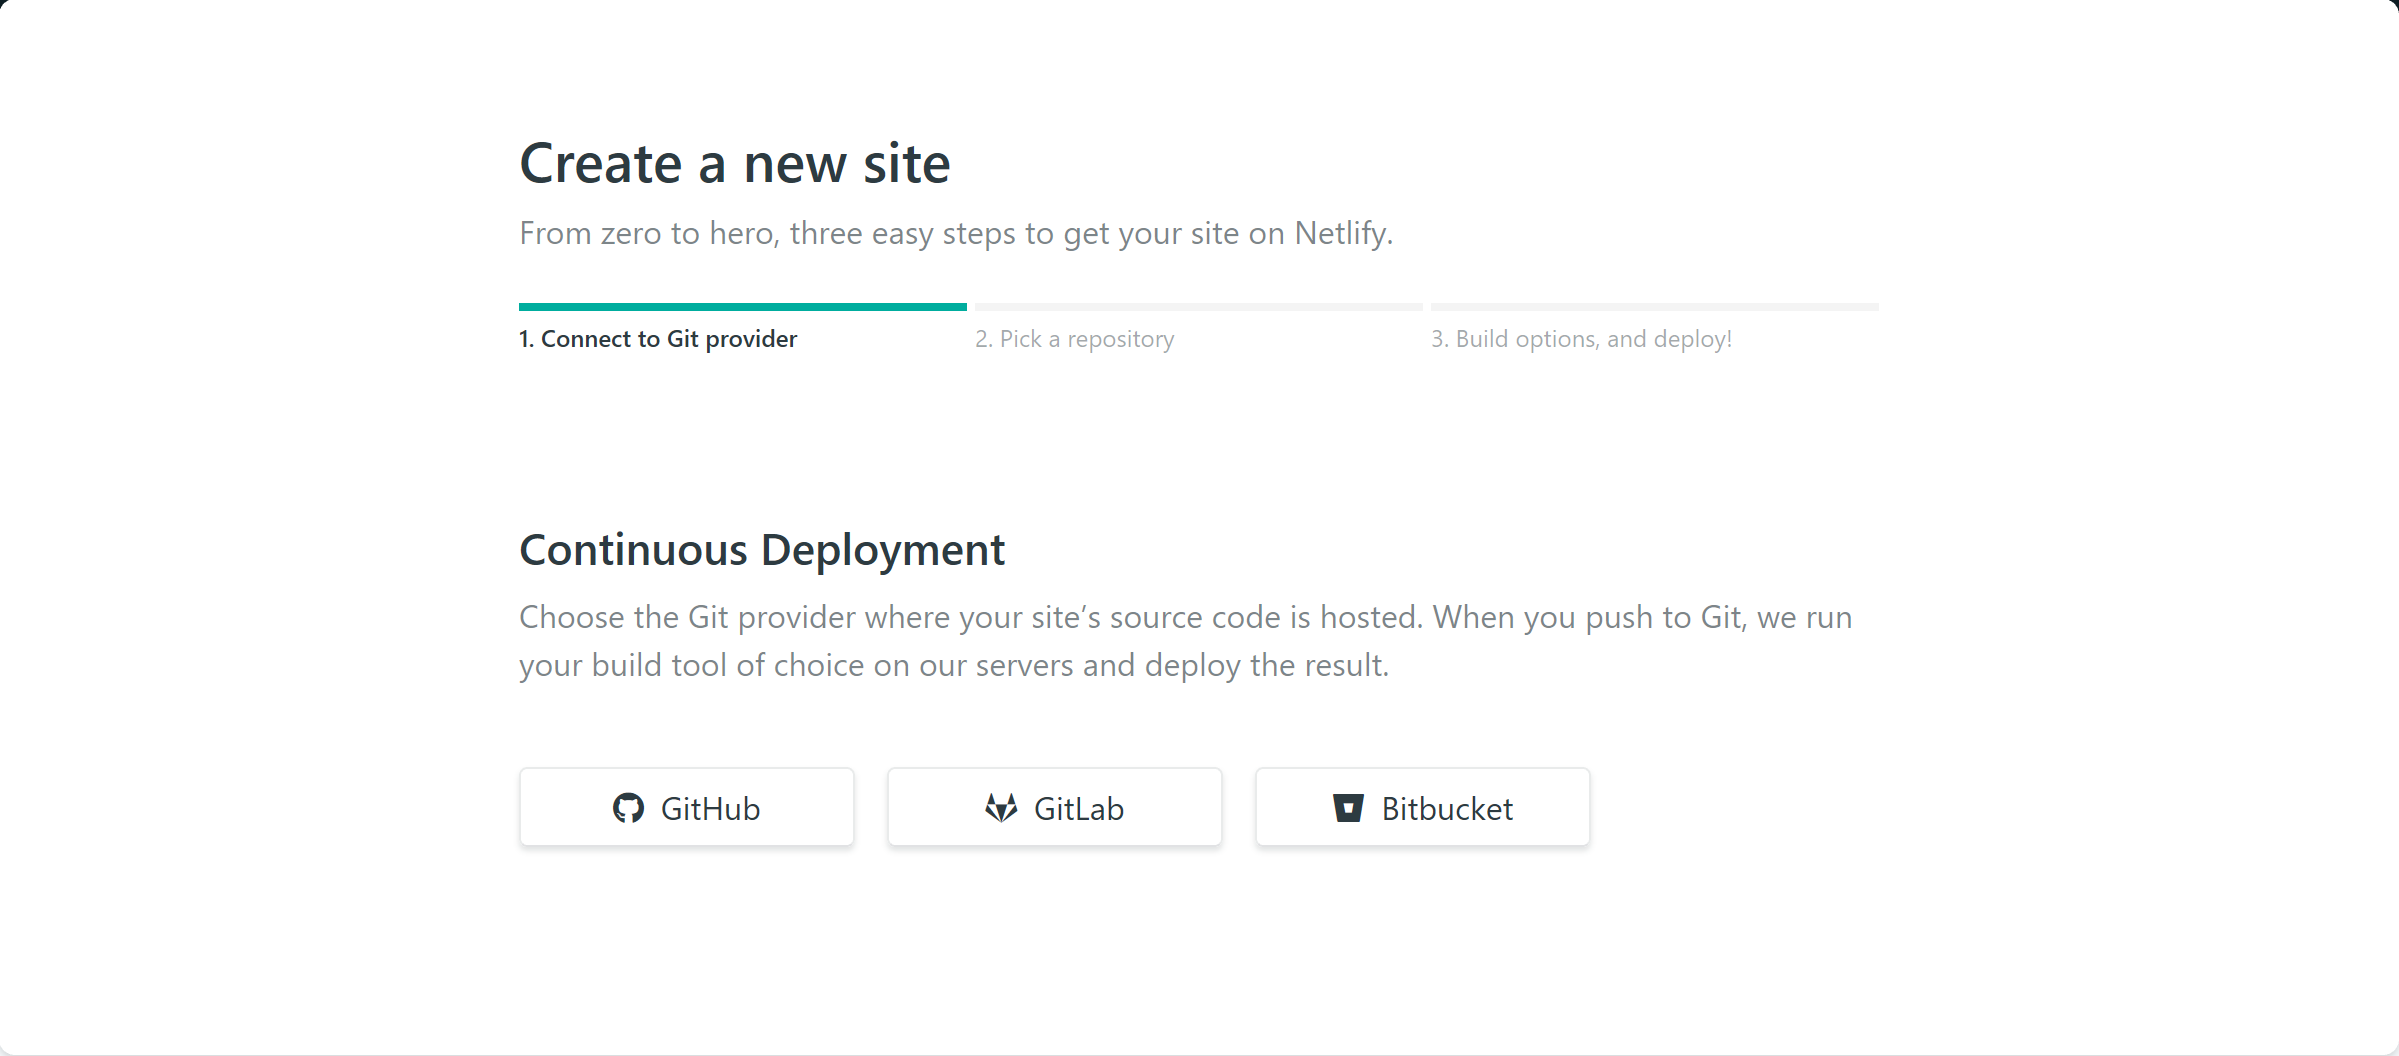 Create a new site
From zero to hero, three easy steps to get your site on Netlify.
1. Connect to Git provider
2. Pick a repository
3. Build options, and deploy!
Continuous Deployment
Choose the Git provider where your site’s source code is hosted. When you push to Git, we run
your build tool of choice on our servers and deploy the result.
GitHub
GitLab
Bitbucket